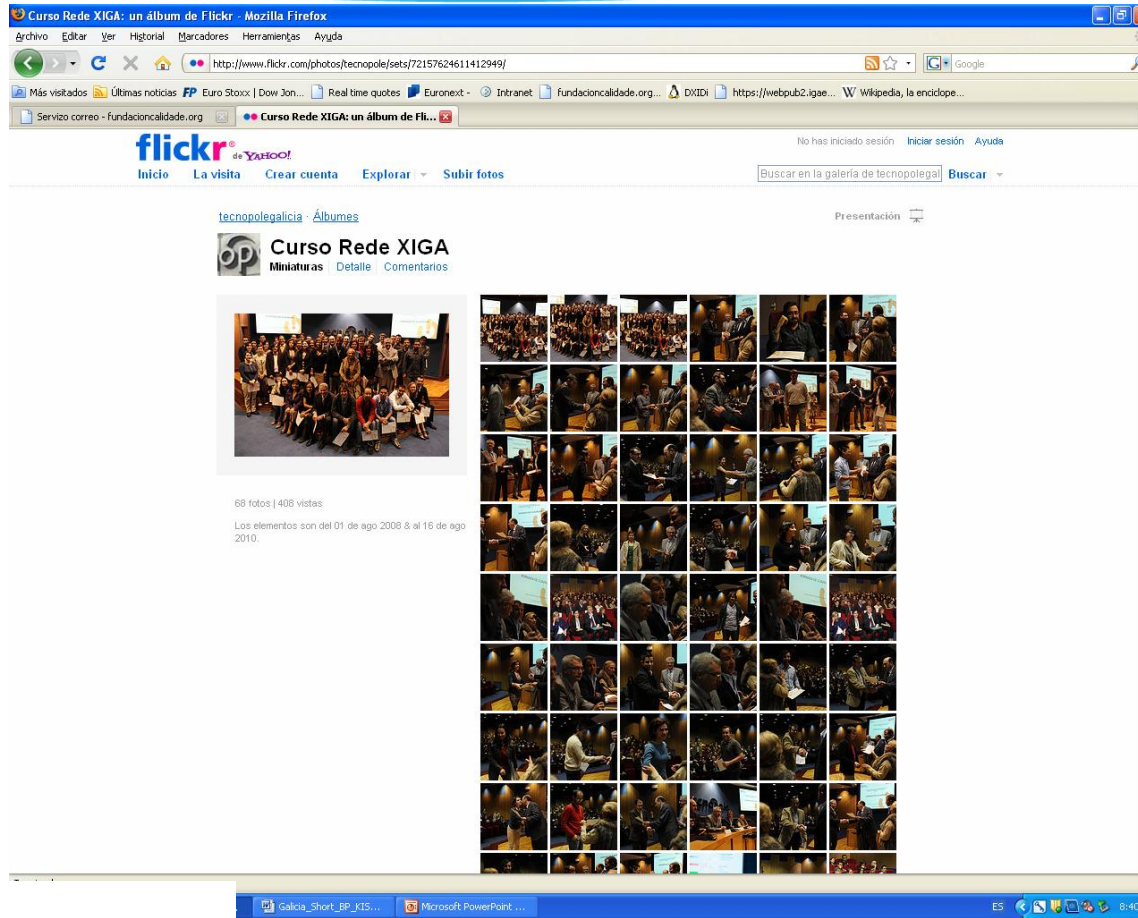 Curso Rede XIGA: un álbum de Flickr - Mozilla Firefox
Archivo Editar Ver Historial Marcadores Herramientas Ayuda
http://www.flickr.com/photos/tecnopole/sets/72157624611412949/
Google
Más visitados Últimas noticias FP Euro Stoxx | Dow Jon... Real time quotes Euronext - Intranet fundacioncalidade.org... DXIDi https://webpub2.igae... W Wikipedia, la enciclope...
Servizo correo - fundacioncalidade.org Curso Rede XIGA: un álbum de Fli...
flickr® de YAHOO!
No has iniciado sesión Iniciar sesión Ayuda
Inicio La visita Crear cuenta Explorar Subir fotos
Buscar en la galería de tecnopolegal Buscar
tecnopolegalicia · Álbumes
Presentación
op
Curso Rede XIGA
Miniaturas Detalle Comentarios
68 fotos | 408 vistas
Los elementos son del 01 de ago 2008 & al 16 de ago
2010.
Galicia_Short_BP_KIS... Microsoft PowerPoint ... ES 8:40